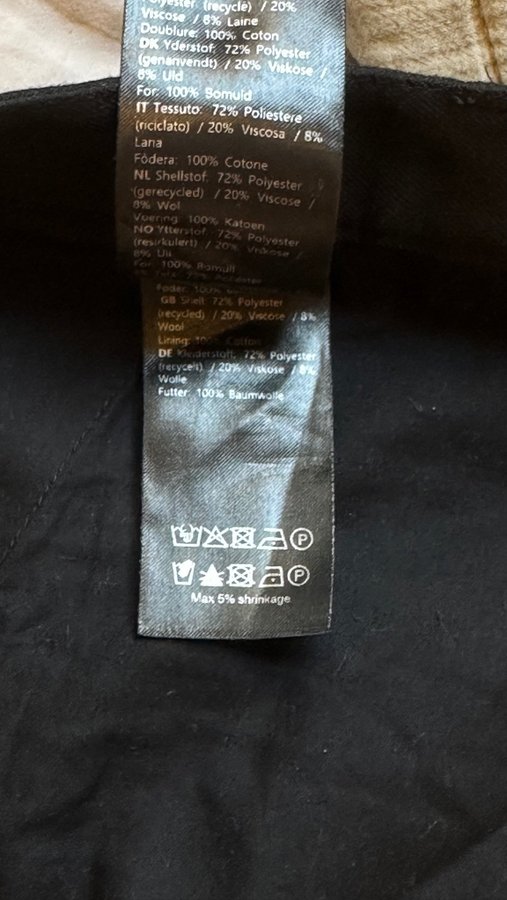 (recyclé) / 20%
Viscose / 8% Laine
Doublure: 100% Coton
DK Yderstof: 72% Polyester
(genanvendt) / 20% Viskose /
8% Uld
For: 100% Bomuld
IT Tessuto: 72% Poliestere
(riciclato) / 20% Viscosa / 8%
Lana
Fodera: 100% Cotone
NL Shellstof: 72% Polyester
(gerecycled) / 20% Viscose /
8% Wol
Voering: 100% Katoen
NO Ytterstof: 72% Polyester
(resirkulert) / 20% Viskose /
8% Ull
For: 100% Bomull
Foder: 100%
GB Shell: 72% Polyester
(recycled) / 20% Viscose / 8%
Wool
Lining: 100% Cotton
DE Kleiderstoff: 72% Polyester
(recycelt) / 20% Viskose / 8%
Wolle
Futter: 100% Baumwolle
P
P
Max 5% shrinkage